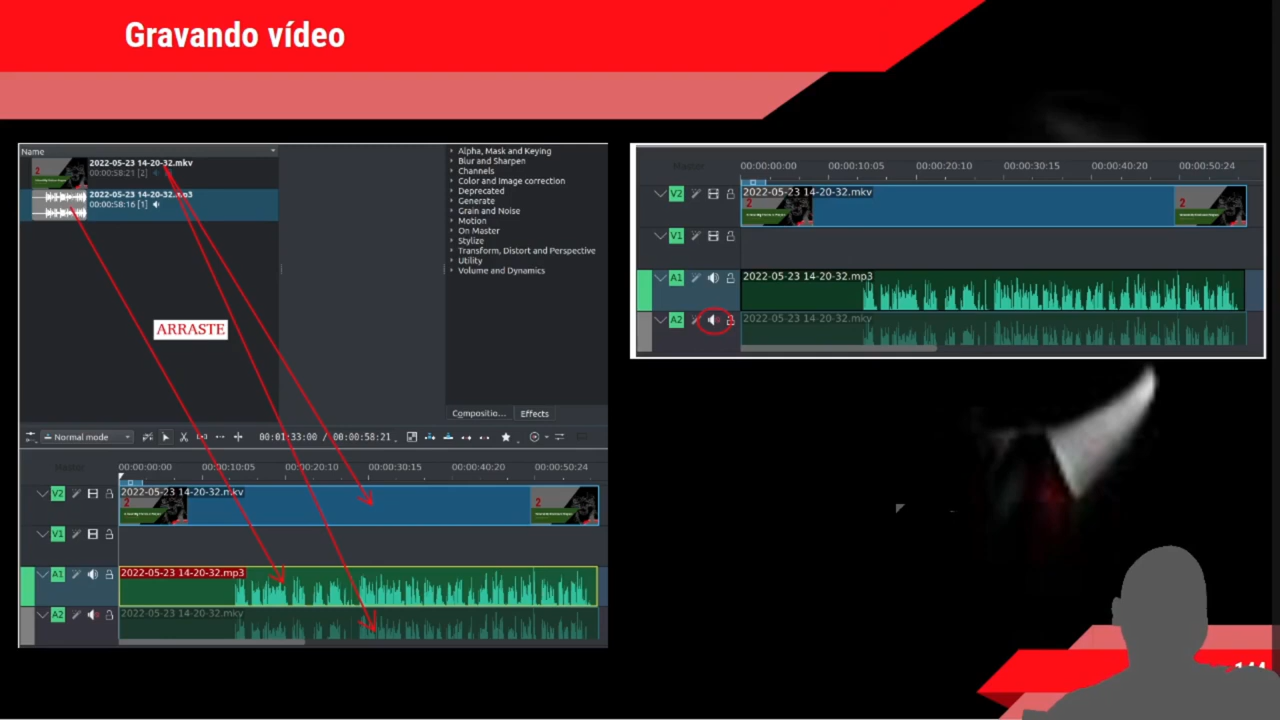 Gravando vídeo
Name
2022-05-23 14-20-32.mkv
00:00:58:21 [2]
2022-05-23 14-20-32.mp3
00:00:58:16 [1]
ARRASTE
Alpha, Mask and Keying
Blur and Sharpen
Channels
Color and Image correction
Deprecated
Generate
Grain and Noise
Motion
On Master
Stylize
Transform, Distort and Perspective
Utility
Volume and Dynamics
Compositio... Effects
Normal mode 00:01:33:00 / 00:00:58:21
Master 00:00:00:00 00:00:10:05 00:00:20:10 00:00:30:15 00:00:40:20 00:00:50:24
V2 2022-05-23 14-20-32.mkv
2
V1
A1 2022-05-23 14-20-32.mp3
A2 2022-05-23 14-20-32.mkv
Master 00:00:00:00 00:00:10:05 00:00:20:10 00:00:30:15 00:00:40:20 00:00:50:24
V2 2022-05-23 14-20-32.mkv
2 2
V1
A1 2022-05-23 14-20-32.mp3
A2 2022-05-23 14-20-32.mkv